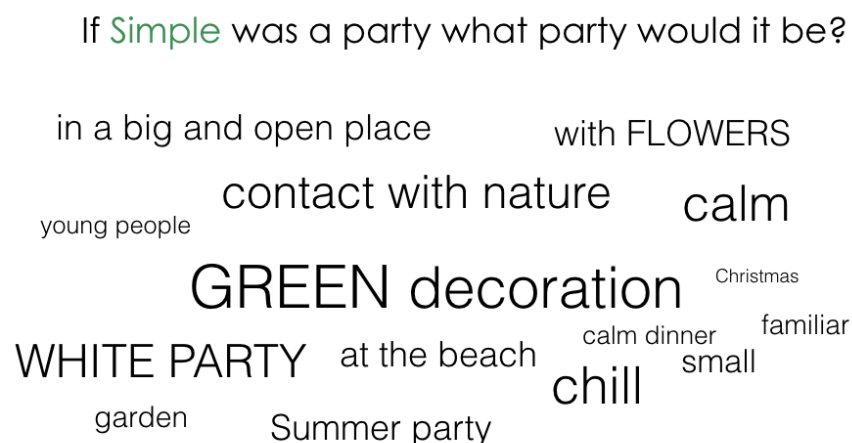 If Simple was a party what party would it be?
in a big and open place
with FLOWERS
contact with nature
calm
young people
GREEN decoration
Christmas
familiar
calm dinner
WHITE PARTY
at the beach
small
chill
garden
Summer party